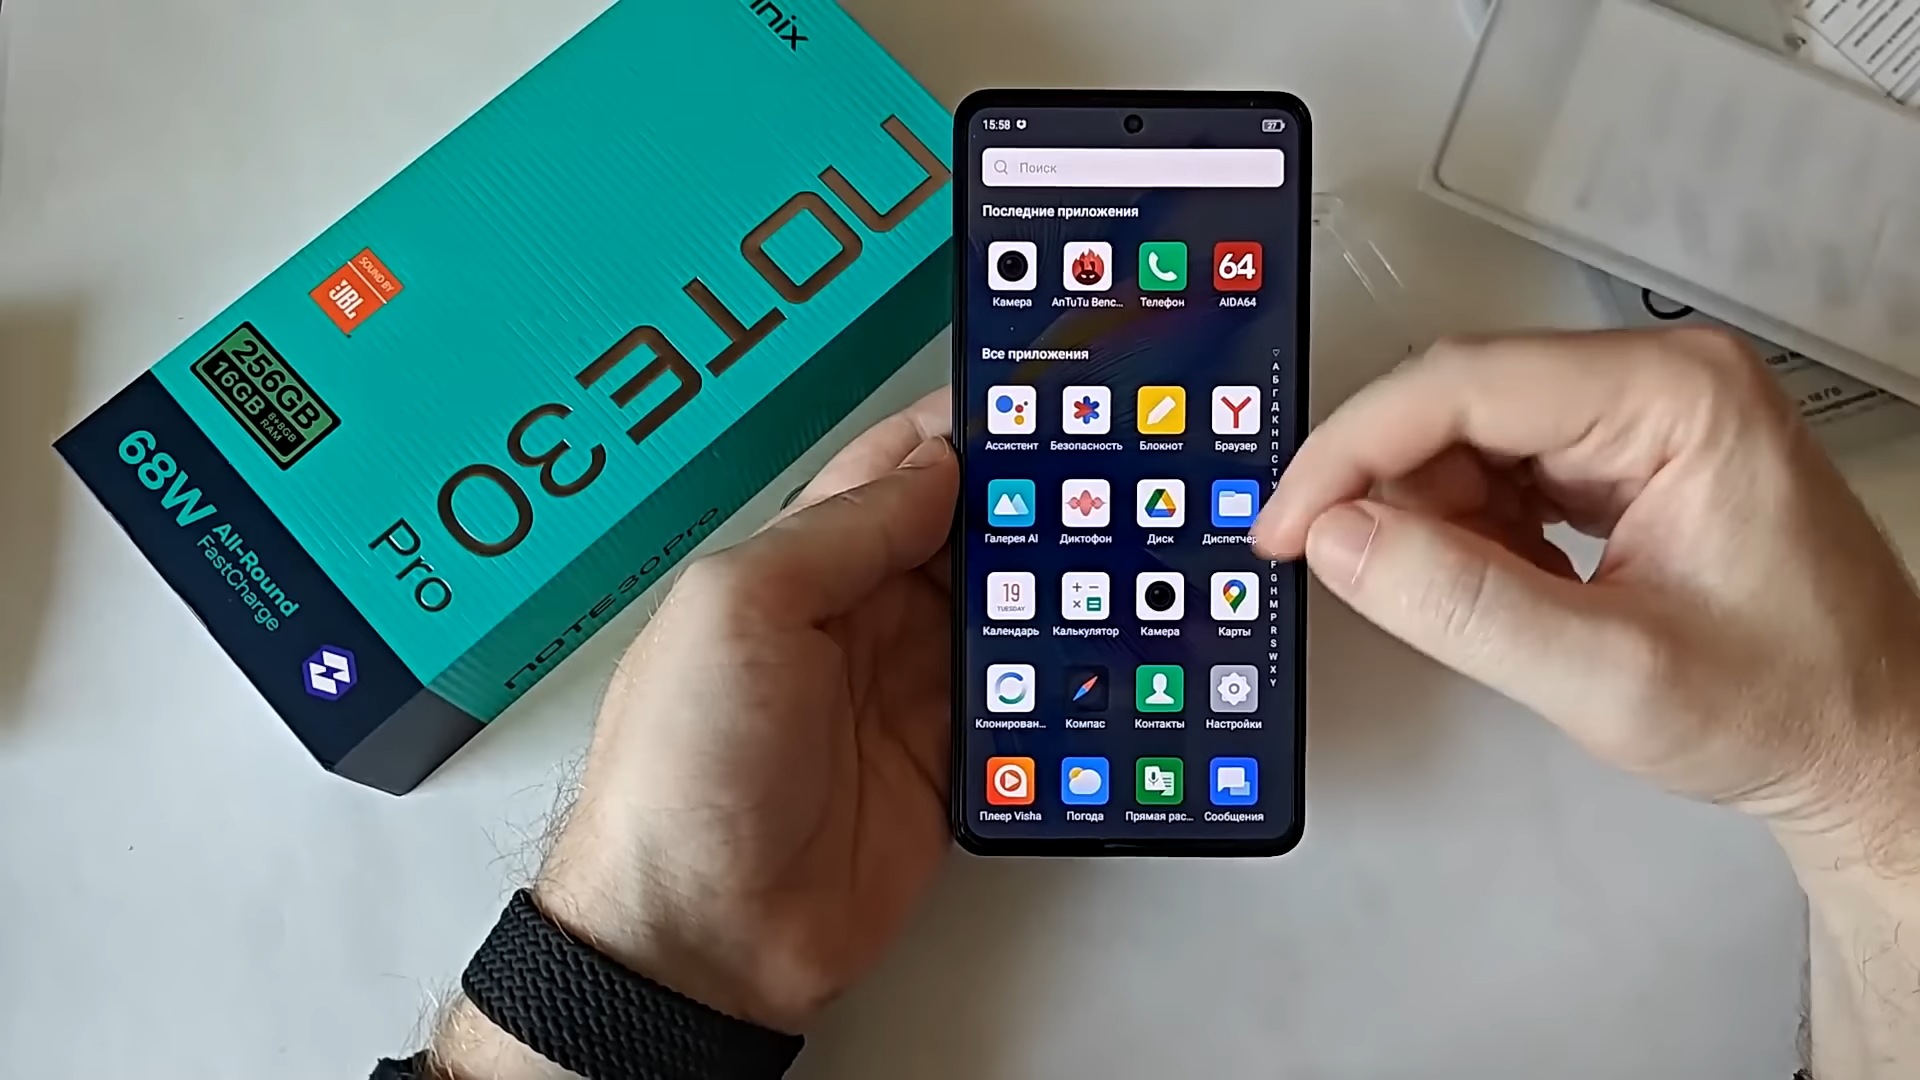 NOTE 30
Pro
SOUND BY
JBL
256GB
16GB 8+8GB
RAM
68W All-Round
FastCharge
NOTE 30 Pro
15:58
27
Поиск
Последние приложения
Камера
AnTuTu Benc...
64
Телефон
AIDA64
Все приложения
Ассистент
Безопасность
Блокнот
Браузер
Галерея AI
Диктофон
Диск
Диспетчер
19
TUESDAY
Календарь
Калькулятор
Камера
Карты
Клонирован...
Компас
Контакты
Настройки
Плеер Visha
Погода
Прямая рас...
Сообщения
А
Б
Г
Д
К
Н
П
С
Т
У
F
G
H
M
P
R
S
W
X
Y